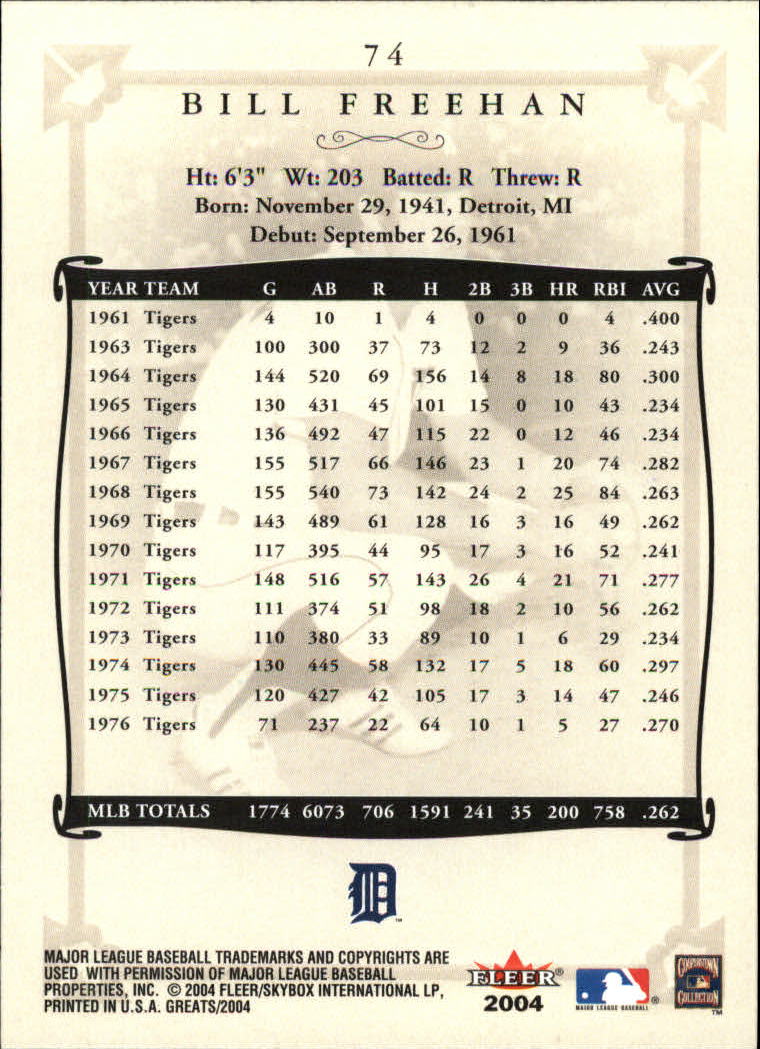 74
BILL FREEHAN
Ht: 6'3" Wt: 203 Batted: R Threw: R
Born: November 29, 1941, Detroit, MI
Debut: September 26, 1961
YEAR TEAM G AB R H 2B 3B HR RBI AVG
1961 Tigers 4 10 1 4 0 0 0 4 .400
1963 Tigers 100 300 37 73 12 2 9 36 .243
1964 Tigers 144 520 69 156 14 8 18 80 .300
1965 Tigers 130 431 45 101 15 0 10 43 .234
1966 Tigers 136 492 47 115 22 0 12 46 .234
1967 Tigers 155 517 66 146 23 1 20 74 .282
1968 Tigers 155 540 73 142 24 2 25 84 .263
1969 Tigers 143 489 61 128 16 3 16 49 .262
1970 Tigers 117 395 44 95 17 3 16 52 .241
1971 Tigers 148 516 57 143 26 4 21 71 .277
1972 Tigers 111 374 51 98 18 2 10 56 .262
1973 Tigers 110 380 33 89 10 1 6 29 .234
1974 Tigers 130 445 58 132 17 5 18 60 .297
1975 Tigers 120 427 42 105 17 3 14 47 .246
1976 Tigers 71 237 22 64 10 1 5 27 .270
MLB TOTALS 1774 6073 706 1591 241 35 200 758 .262
D
MAJOR LEAGUE BASEBALL TRADEMARKS AND COPYRIGHTS ARE
USED WITH PERMISSION OF MAJOR LEAGUE BASEBALL
PROPERTIES, INC. © 2004 FLEER/SKYBOX INTERNATIONAL LP,
PRINTED IN U.S.A. GREATS/2004
FLEER®
2004
MAJOR LEAGUE BASEBALL ®
COOPERSTOWN
COLLECTION
TM